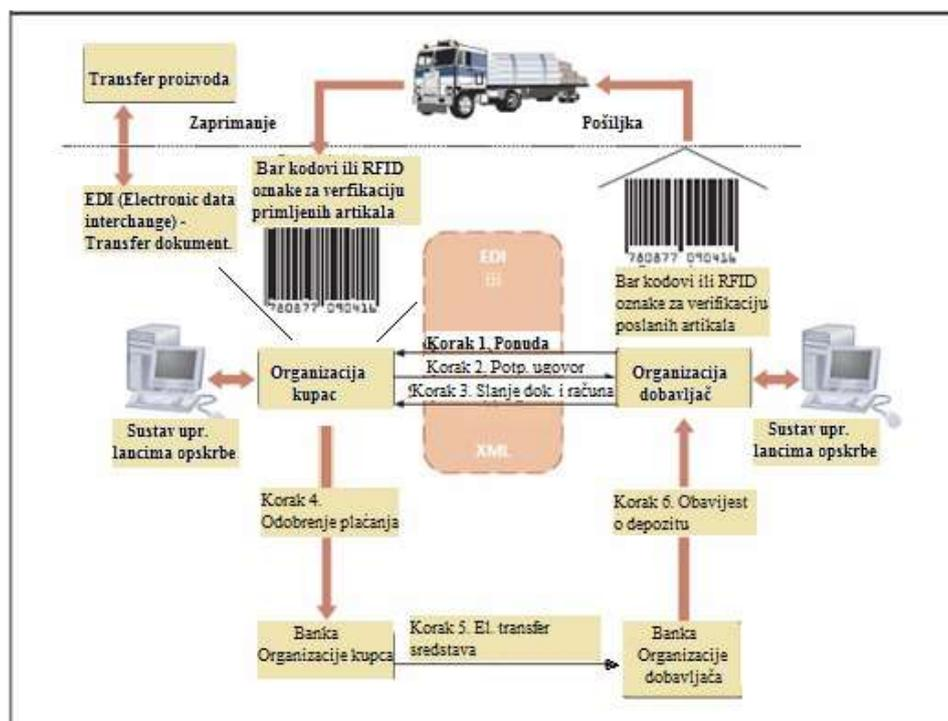 Transfer proizvoda
Zaprimanje
Pošiljka
Bar kodovi ili RFID
oznake za verfikaciju
primljenih artikala
EDI (Electronic data
interchange) -
Transfer dokument.
780877 090416
780877 090416
EDI
ili
Bar kodovi ili RFID
oznake za verifikaciju
poslanih artikala
Korak 1. Ponuda
Korak 2. Potp. ugovor
Korak 3. Slanje dok. i računa
Organizacija
kupac
Organizacija
dobavljač
Sustav upr.
lancima opskrbe
Sustav upr.
lancima opskrbe
XML
Korak 4.
Odobrenje plaćanja
Korak 6. Obavijest
o depozitu
Banka
Organizacije kupca
Korak 5. El. transfer
sredstava
Banka
Organizacije
dobavljača